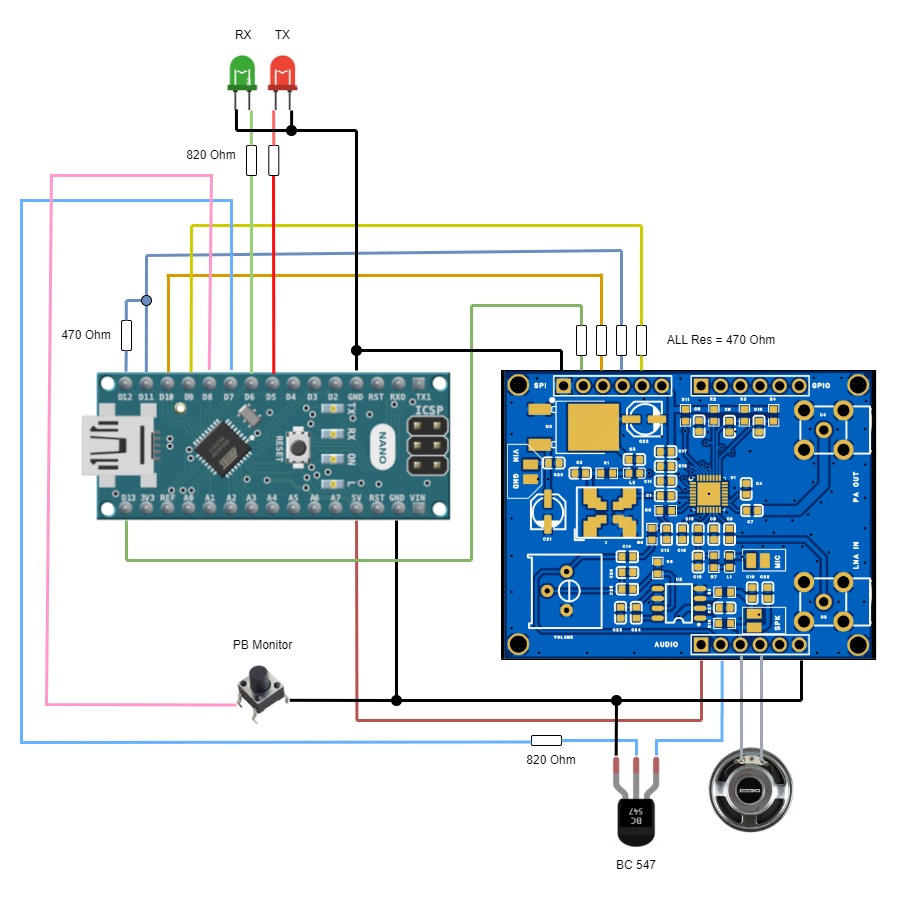 RX TX
820 Ohm
470 Ohm
ALL Res = 470 Ohm
D12 D11 D10 D9 D8 D7 D6 D5 D4 D3 D2 GND RST RX0 TX1
TX
RX
ON
L
RESET
NANO
ICSP
D13 3V3 REF A0 A1 A2 A3 A4 A5 A6 A7 5V RST GND VIN
SPI
GPIO
VIN
GND
PA OUT
LNA IN
MIC
SPK
VOLUME
AUDIO
PB Monitor
820 Ohm
BC
547
BC 547